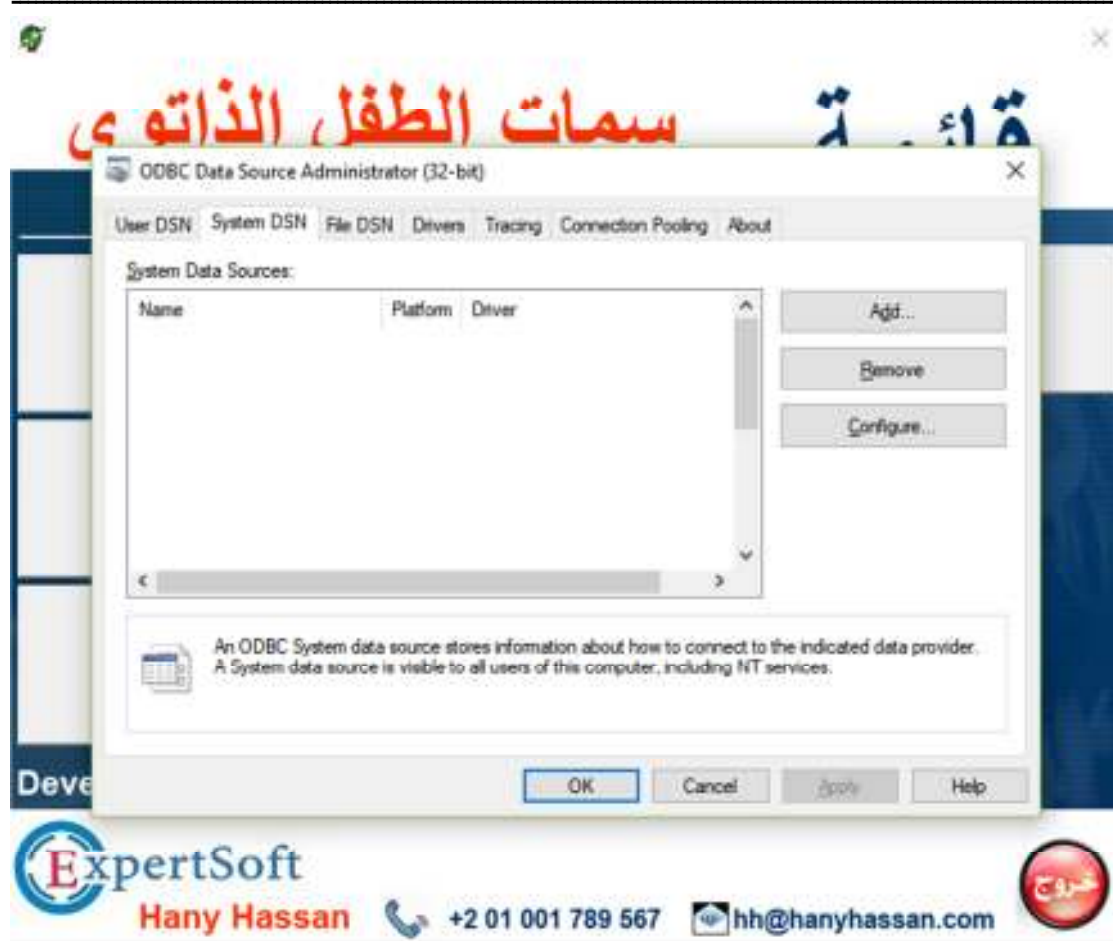 قائمة سمات الطفل الذاتوى
ODBC Data Source Administrator (32-bit)
User DSN System DSN File DSN Drivers Tracing Connection Pooling About
System Data Sources:
Name Platform Driver
Add...
Remove
Configure...
An ODBC System data source stores information about how to connect to the indicated data provider.
A System data source is visible to all users of this computer, including NT services.
OK Cancel Apply Help
Deve
ExpertSoft
Hany Hassan +2 01 001 789 567 hh@hanyhassan.com
خروج